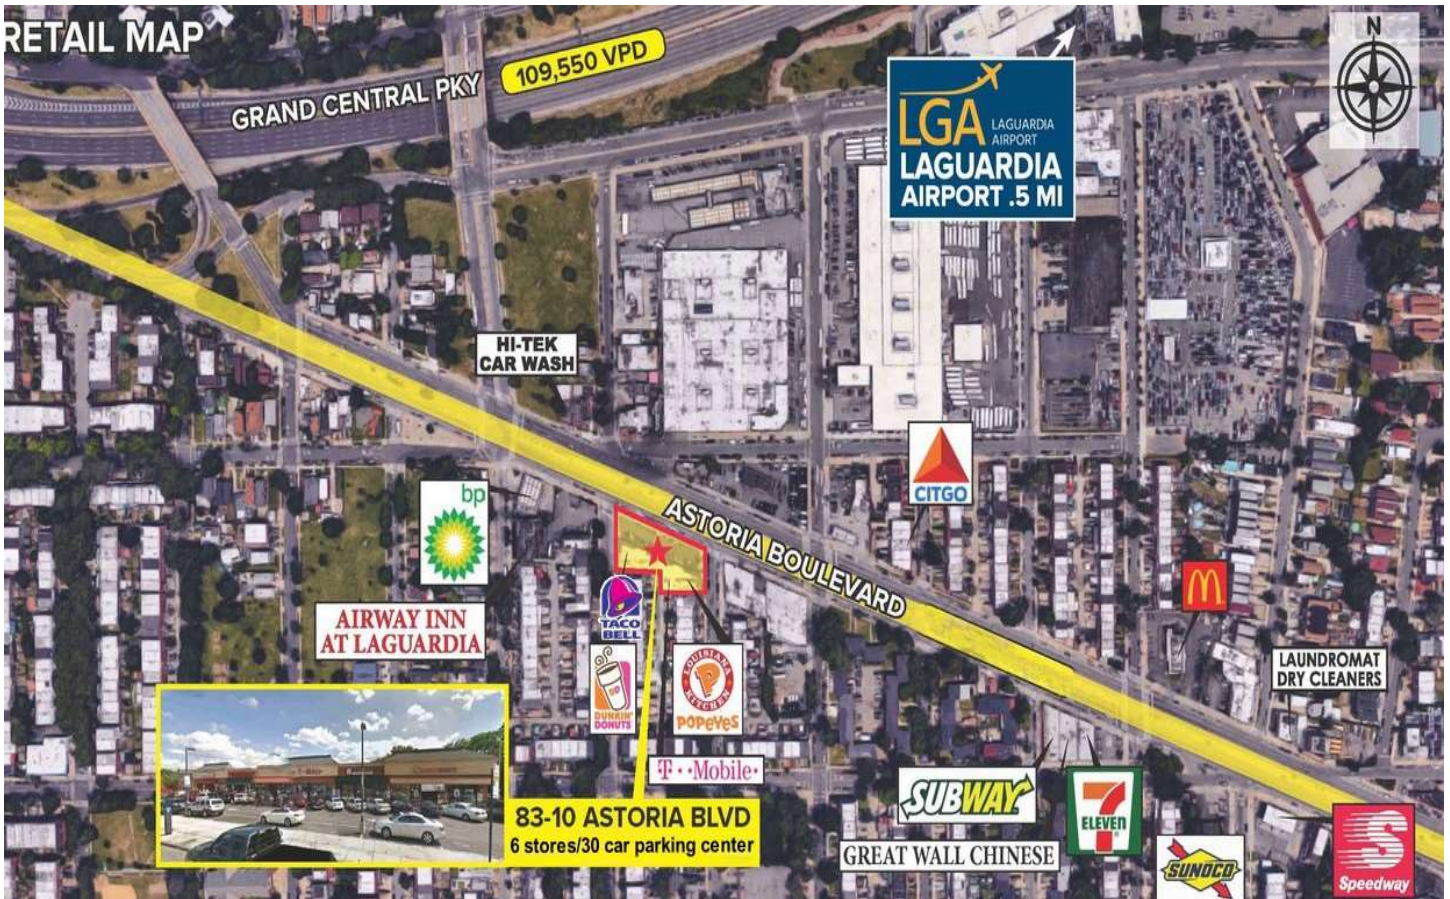 RETAIL MAP
N
109,550 VPD
GRAND CENTRAL PKY
LGA
LAGUARDIA
AIRPORT
LAGUARDIA
AIRPORT .5 MI
HI-TEK
CAR WASH
CITGO
bp
ASTORIA BOULEVARD
AIRWAY INN
AT LAGUARDIA
TACO
BELL
M
LAUNDROMAT
DRY CLEANERS
DD
DUNKIN'
DONUTS
LOUISIANA
KITCHEN
POPEYES
T··Mobile·
83-10 ASTORIA BLVD
6 stores/30 car parking center
SUBWAY
7
ELEVEN
GREAT WALL CHINESE
SUNOCO
S
Speedway